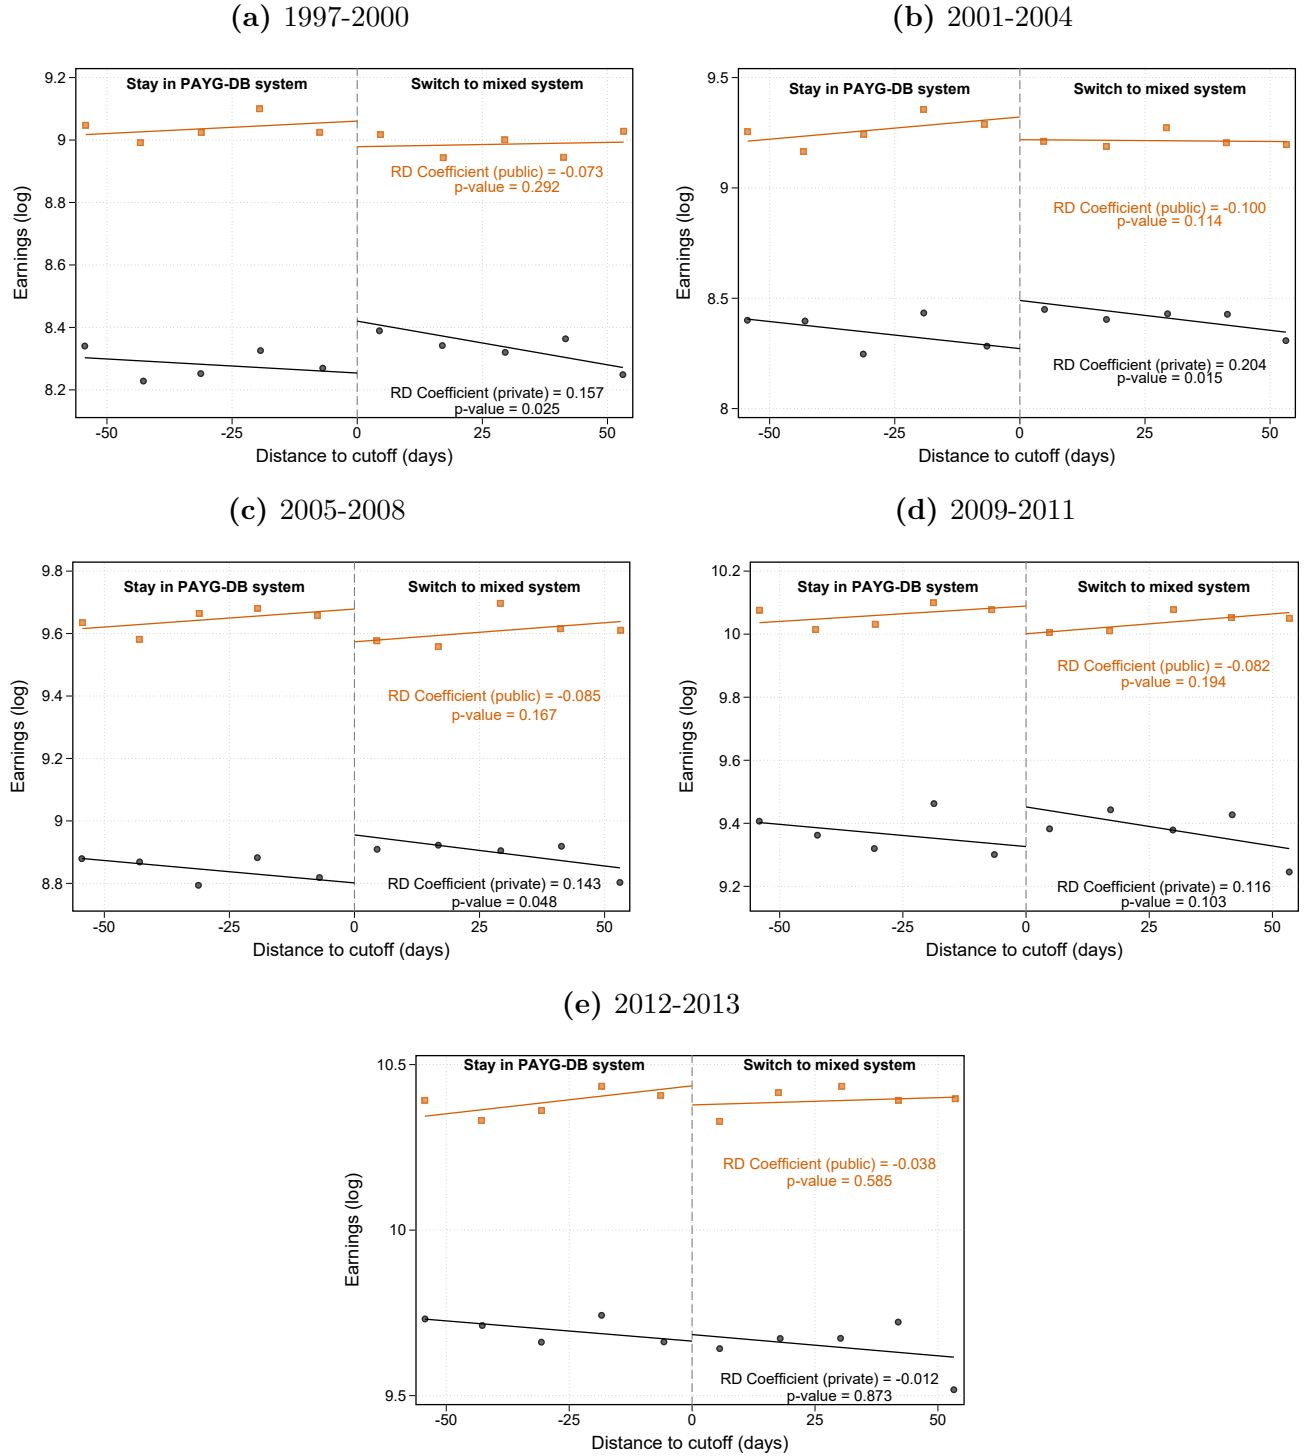 (a) 1997-2000
Stay in PAYG-DB system
Switch to mixed system
RD Coefficient (public) = -0.073
p-value = 0.292
RD Coefficient (private) = 0.157
p-value = 0.025
Earnings (log)
9.2
9
8.8
8.6
8.4
8.2
-50
-25
0
25
50
Distance to cutoff (days)
(b) 2001-2004
Stay in PAYG-DB system
Switch to mixed system
RD Coefficient (public) = -0.100
p-value = 0.114
RD Coefficient (private) = 0.204
p-value = 0.015
Earnings (log)
9.5
9
8.5
8
-50
-25
0
25
50
Distance to cutoff (days)
(c) 2005-2008
Stay in PAYG-DB system
Switch to mixed system
RD Coefficient (public) = -0.085
p-value = 0.167
RD Coefficient (private) = 0.143
p-value = 0.048
Earnings (log)
9.8
9.6
9.4
9.2
9
8.8
-50
-25
0
25
50
Distance to cutoff (days)
(d) 2009-2011
Stay in PAYG-DB system
Switch to mixed system
RD Coefficient (public) = -0.082
p-value = 0.194
RD Coefficient (private) = 0.116
p-value = 0.103
Earnings (log)
10.2
10
9.8
9.6
9.4
9.2
-50
-25
0
25
50
Distance to cutoff (days)
(e) 2012-2013
Stay in PAYG-DB system
Switch to mixed system
RD Coefficient (public) = -0.038
p-value = 0.585
RD Coefficient (private) = -0.012
p-value = 0.873
Earnings (log)
10.5
10
9.5
-50
-25
0
25
50
Distance to cutoff (days)